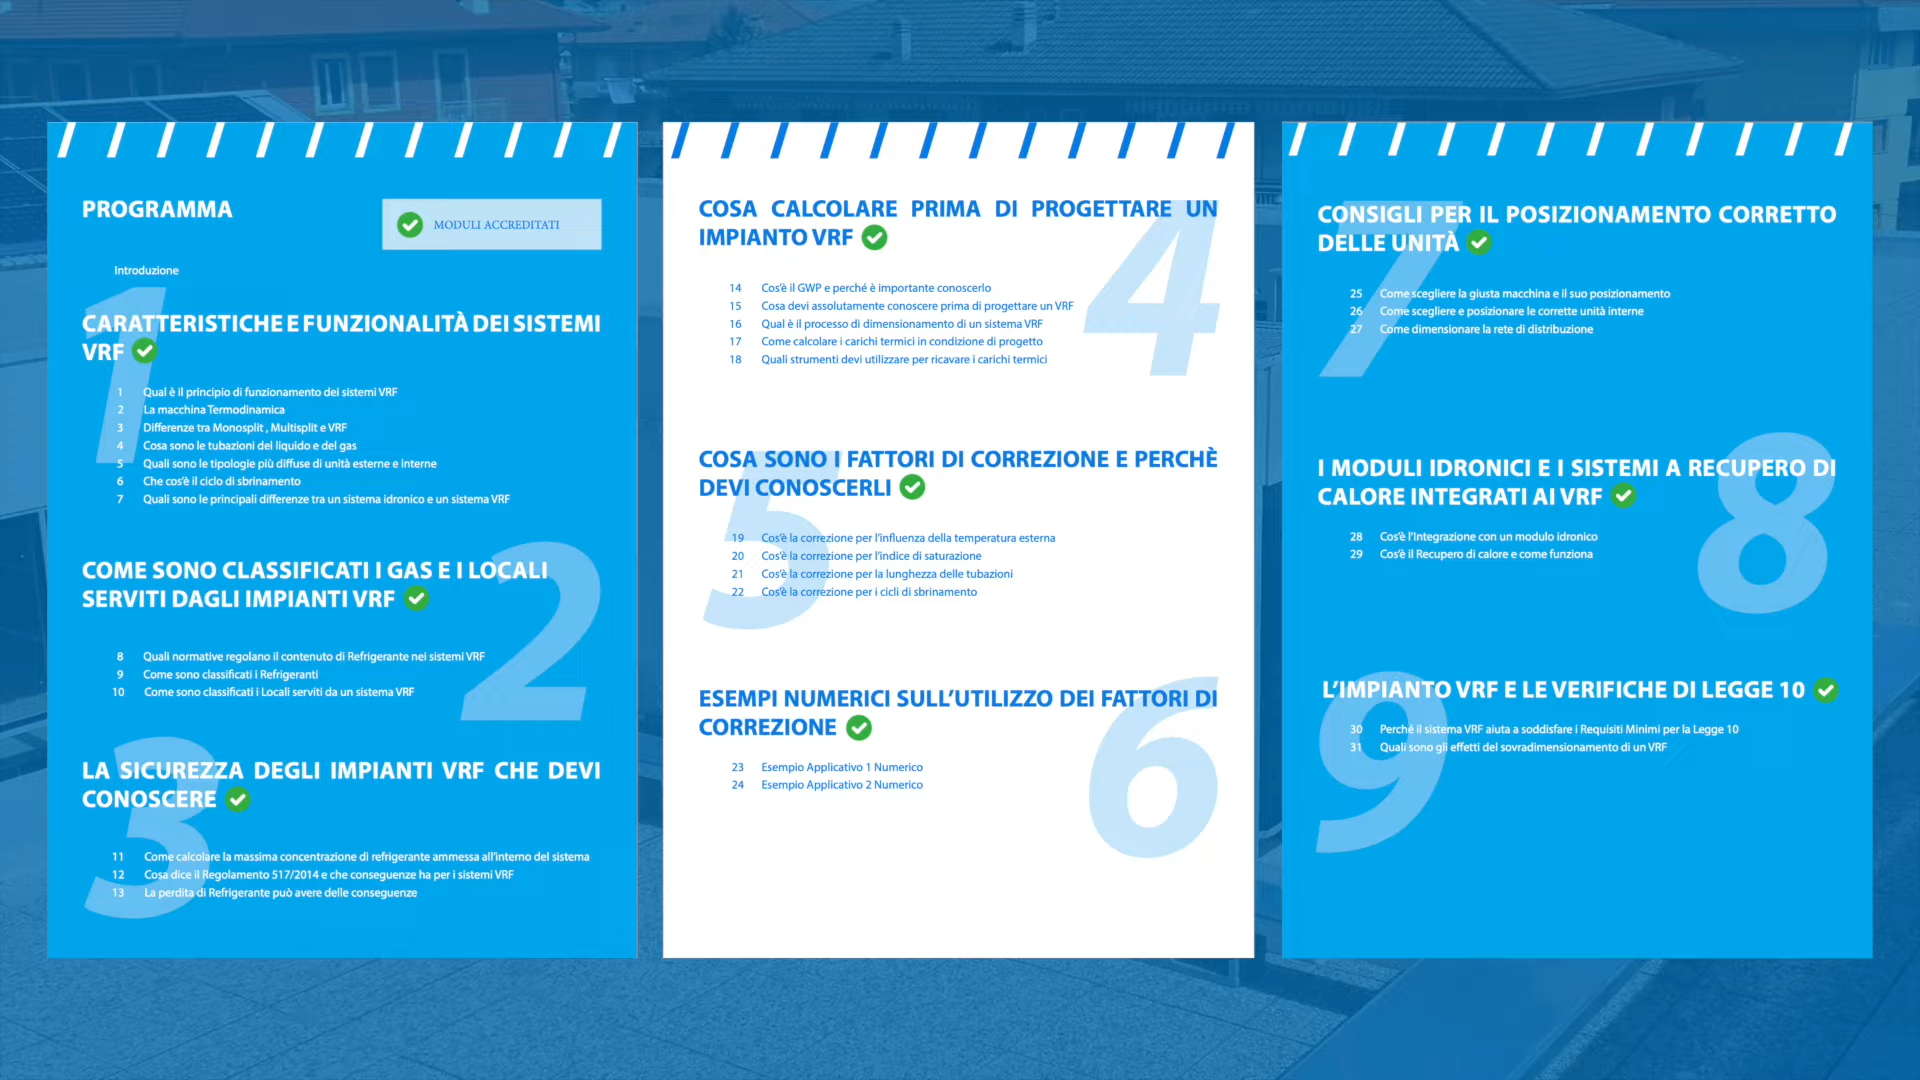 PROGRAMMA
MODULI ACCREDITATI
Introduzione
1
CARATTERISTICHE E FUNZIONALITÀ DEI SISTEMI
VRF
1 Qual è il principio di funzionamento dei sistemi VRF
2 La macchina Termodinamica
3 Differenze tra Monosplit , Multisplit e VRF
4 Cosa sono le tubazioni del liquido e del gas
5 Quali sono le tipologie più diffuse di unità esterne e interne
6 Che cos'è il ciclo di sbrinamento
7 Quali sono le principali differenze tra un sistema idronico e un sistema VRF
2
COME SONO CLASSIFICATI I GAS E I LOCALI
SERVITI DAGLI IMPIANTI VRF
8 Quali normative regolano il contenuto di Refrigerante nei sistemi VRF
9 Come sono classificati i Refrigeranti
10 Come sono classificati i Locali serviti da un sistema VRF
3
LA SICUREZZA DEGLI IMPIANTI VRF CHE DEVI
CONOSCERE
11 Come calcolare la massima concentrazione di refrigerante ammessa all'interno del sistema
12 Cosa dice il Regolamento 517/2014 e che conseguenze ha per i sistemi VRF
13 La perdita di Refrigerante può avere delle conseguenze
4
COSA CALCOLARE PRIMA DI PROGETTARE UN
IMPIANTO VRF
14 Cos'è il GWP e perché è importante conoscerlo
15 Cosa devi assolutamente conoscere prima di progettare un VRF
16 Qual è il processo di dimensionamento di un sistema VRF
17 Come calcolare i carichi termici in condizione di progetto
18 Quali strumenti devi utilizzare per ricavare i carichi termici
5
COSA SONO I FATTORI DI CORREZIONE E PERCHÈ
DEVI CONOSCERLI
19 Cos'è la correzione per l'influenza della temperatura esterna
20 Cos'è la correzione per l'indice di saturazione
21 Cos'è la correzione per la lunghezza delle tubazioni
22 Cos'è la correzione per i cicli di sbrinamento
6
ESEMPI NUMERICI SULL'UTILIZZO DEI FATTORI DI
CORREZIONE
23 Esempio Applicativo 1 Numerico
24 Esempio Applicativo 2 Numerico
7
CONSIGLI PER IL POSIZIONAMENTO CORRETTO
DELLE UNITÀ
25 Come scegliere la giusta macchina e il suo posizionamento
26 Come scegliere e posizionare le corrette unità interne
27 Come dimensionare la rete di distribuzione
8
I MODULI IDRONICI E I SISTEMI A RECUPERO DI
CALORE INTEGRATI AI VRF
28 Cos'è l'Integrazione con un modulo idronico
29 Cos'è il Recupero di calore e come funziona
9
L'IMPIANTO VRF E LE VERIFICHE DI LEGGE 10
30 Perché il sistema VRF aiuta a soddisfare i Requisiti Minimi per la Legge 10
31 Quali sono gli effetti del sovradimensionamento di un VRF